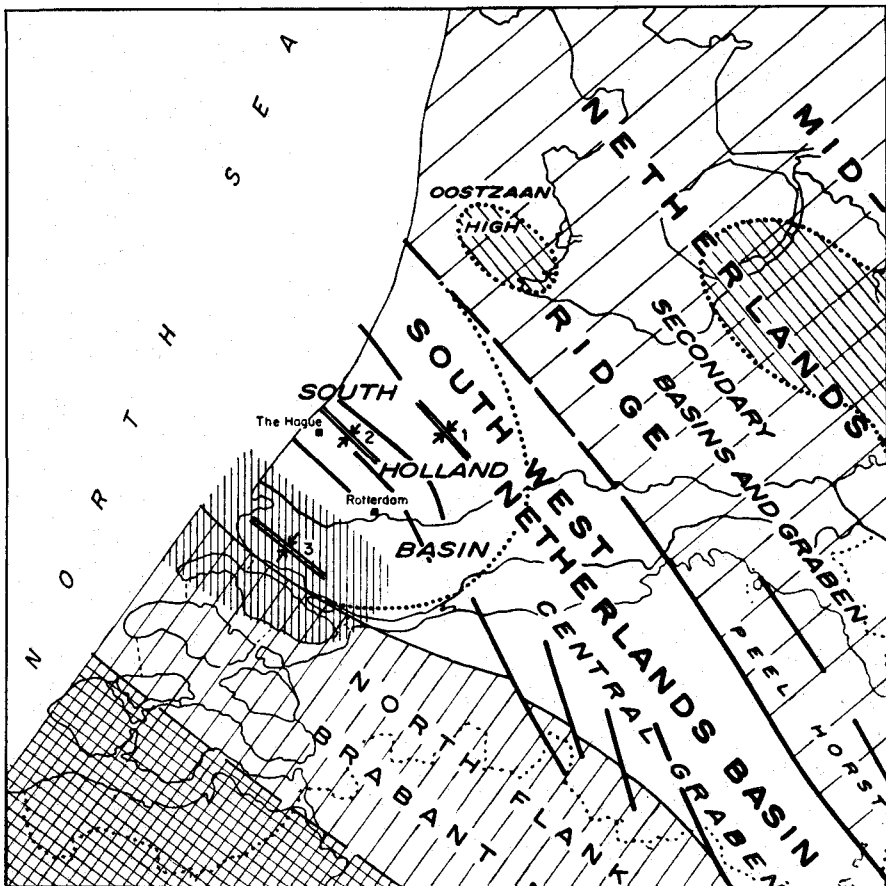 NORTH SEA
MID-
NETHERLANDS
RIDGE
OOSTZAAN
HIGH
SECONDARY
BASINS AND GRABEN
SOUTH WEST
NETHERLANDS BASIN
SOUTH
HOLLAND
BASIN
The Hague
Rotterdam
1
2
3
CENTRAL GRABEN
PEEL
HORST
NORTH
BRABANT
FLANK